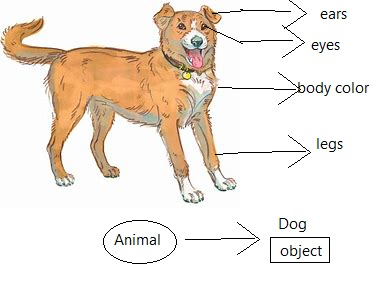 ears
eyes
body color
legs
Dog
Animal
object